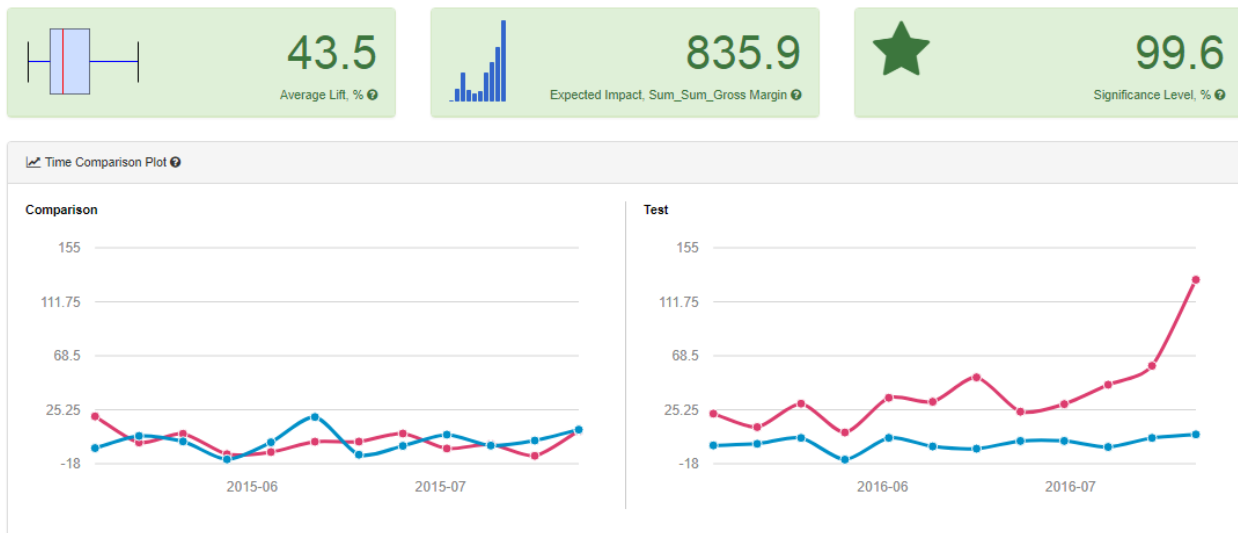 43.5
Average Lift, %
835.9
Expected Impact, Sum_Sum_Gross Margin
99.6
Significance Level, %
Time Comparison Plot
Comparison
155
111.75
68.5
25.25
-18
2015-06 2015-07
Test
155
111.75
68.5
25.25
-18
2016-06 2016-07